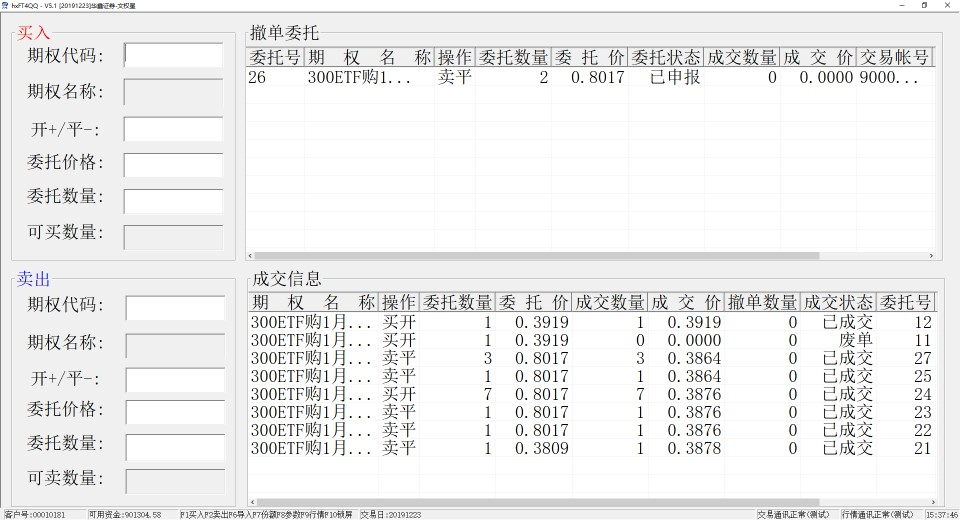 hxFT4QQ - V5.1 [20191223]华鑫证券-文权星
买入
期权代码:
期权名称:
开+/平-:
委托价格:
委托数量:
可买数量:
撤单委托
委托号 期 权 名 称 操作 委托数量 委 托 价 委托状态 成交数量 成 交 价 交易帐号
26 300ETF购1... 卖平 2 0.8017 已申报 0 0.0000 9000...
卖出
期权代码:
期权名称:
开+/平-:
委托价格:
委托数量:
可卖数量:
成交信息
期 权 名 称 操作 委托数量 委 托 价 成交数量 成 交 价 撤单数量 成交状态 委托号
300ETF购1月... 买开 1 0.3919 1 0.3919 0 已成交 12
300ETF购1月... 买开 1 0.3919 0 0.0000 0 废单 11
300ETF购1月... 卖平 3 0.8017 3 0.3864 0 已成交 27
300ETF购1月... 卖平 1 0.8017 1 0.3864 0 已成交 25
300ETF购1月... 买开 7 0.8017 7 0.3876 0 已成交 24
300ETF购1月... 卖平 1 0.8017 1 0.3876 0 已成交 23
300ETF购1月... 卖平 1 0.8017 1 0.3876 0 已成交 22
300ETF购1月... 卖平 1 0.3809 1 0.3878 0 已成交 21
客户号:00010181 可用资金:901304.58 F1买入F2卖出F6导入F7份额F8参数F9行情F10锁屏 交易日:20191223 交易通讯正常(测试) 行情通讯正常(测试) 15:37:46